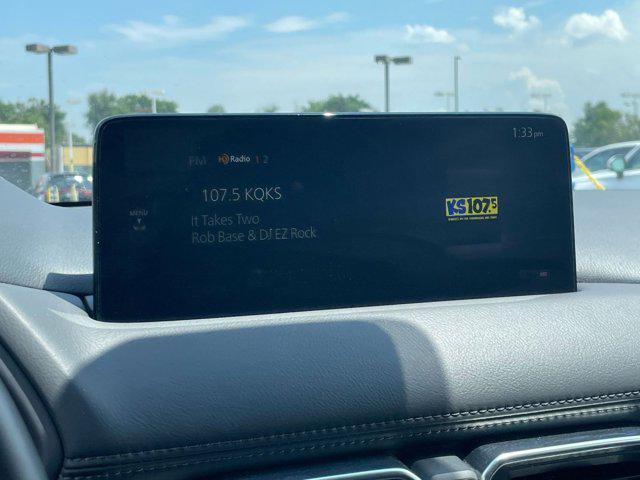 FM HD Radio 1 2
1:33 pm
107.5 KQKS
MENU
It Takes Two
Rob Base & DJ EZ Rock
KS107.5